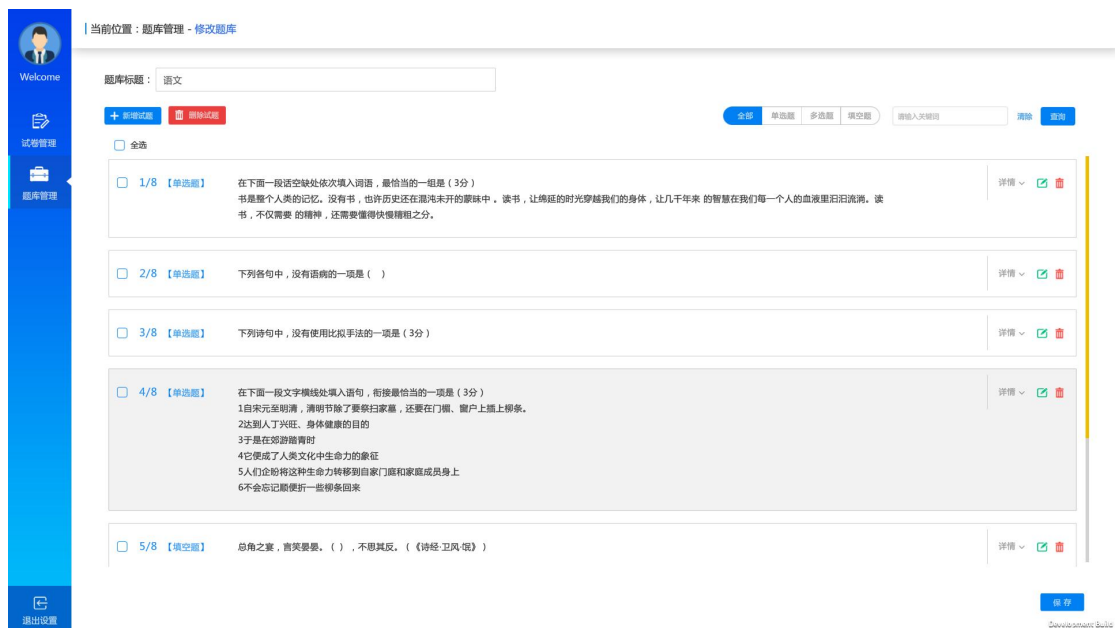 当前位置：题库管理 - 修改题库
Welcome
试卷管理
题库管理
退出设置
题库标题：
语文
+ 新增试题
删除试题
全部
单选题
多选题
填空题
请输入关键词
清除
查询
全选
1/8 【单选题】
在下面一段话空缺处依次填入词语，最恰当的一组是（3分）
书是整个人类的记忆。没有书，也许历史还在混沌未开的蒙昧中 。读书，让绵延的时光穿越我们的身体，让几千年来 的智慧在我们每一个人的血液里汩汩流淌。读
书，不仅需要 的精神，还需要懂得快慢精粗之分。
详情
2/8 【单选题】
下列各句中，没有语病的一项是（ ）
详情
3/8 【单选题】
下列诗句中，没有使用比拟手法的一项是（3分）
详情
4/8 【单选题】
在下面一段文字横线处填入语句，衔接最恰当的一项是（3分）
1自宋元至明清，清明节除了要祭扫家墓，还要在门楣、窗户上插上柳条。
2达到人丁兴旺、身体健康的目的
3于是在郊游踏青时
4它便成了人类文化中生命力的象征
5人们企盼将这种生命力转移到自家门庭和家庭成员身上
6不会忘记顺便折一些柳条回来
详情
5/8 【填空题】
总角之宴，言笑晏晏。（ ），不思其反。（《诗经·卫风·氓》）
详情
保 存
Development Build